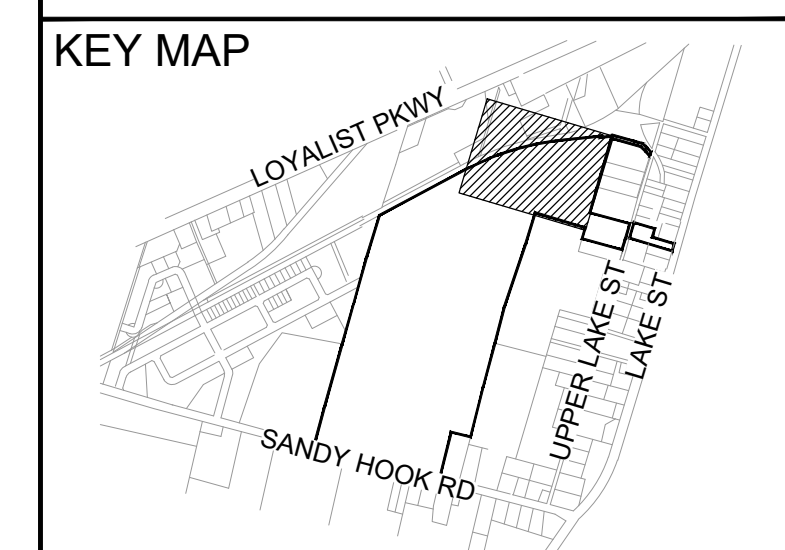 KEY MAP
LOYALIST PKWY
UPPER LAKE ST
LAKE ST
SANDY HOOK RD